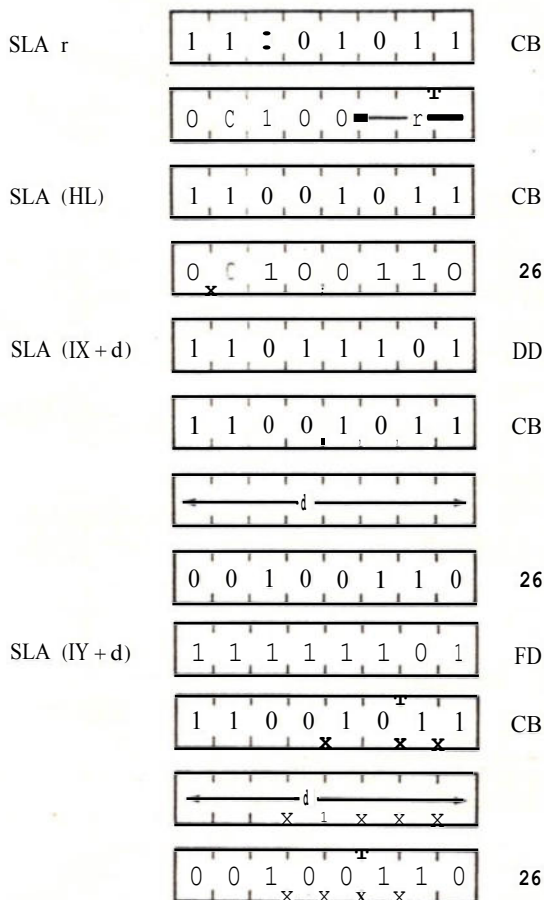 SLA r 1 1 : 0 1 0 1 1 CB
0 0 1 0 0 r
SLA (HL) 1 1 0 0 1 0 1 1 CB
0 0 1 0 0 1 1 0 26
SLA (IX + d) 1 1 0 1 1 1 0 1 DD
1 1 0 0 1 0 1 1 CB
d
0 0 1 0 0 1 1 0 26
SLA (IY + d) 1 1 1 1 1 1 0 1 FD
1 1 0 0 1 0 1 1 CB
d
0 0 1 0 0 1 1 0 26